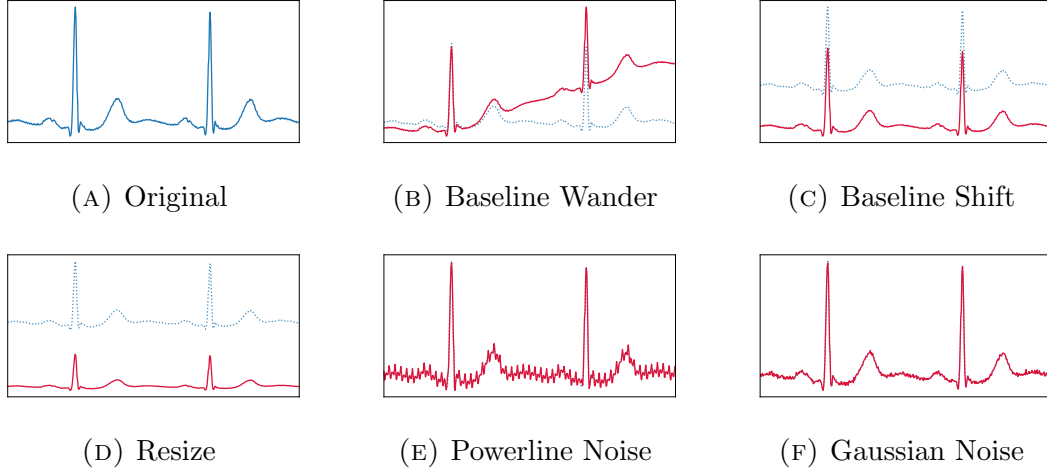 (A) Original
(B) Baseline Wander
(C) Baseline Shift
(D) Resize
(E) Powerline Noise
(F) Gaussian Noise